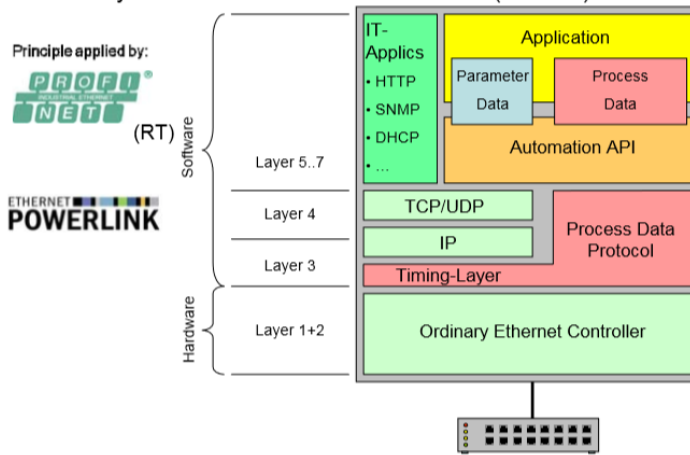 Principle applied by:
PROFI
®
INDUSTRIAL ETHERNET
NET
(RT)
ETHERNET
POWERLINK
Software
Hardware
Layer 5..7
Layer 4
Layer 3
Layer 1+2
IT-
Applics
• HTTP
• SNMP
• DHCP
• ...
Application
Parameter
Data
Process
Data
Automation API
TCP/UDP
IP
Process Data
Protocol
Timing-Layer
Ordinary Ethernet Controller